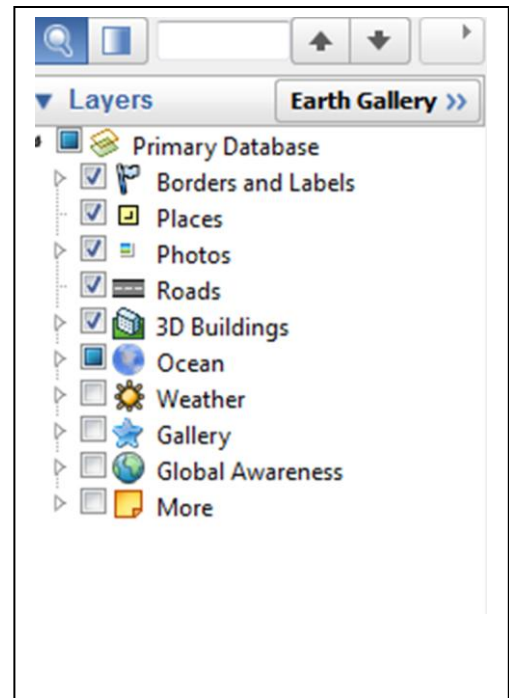 Layers Earth Gallery >>
Primary Database
Borders and Labels
Places
Photos
Roads
3D Buildings
Ocean
Weather
Gallery
Global Awareness
More